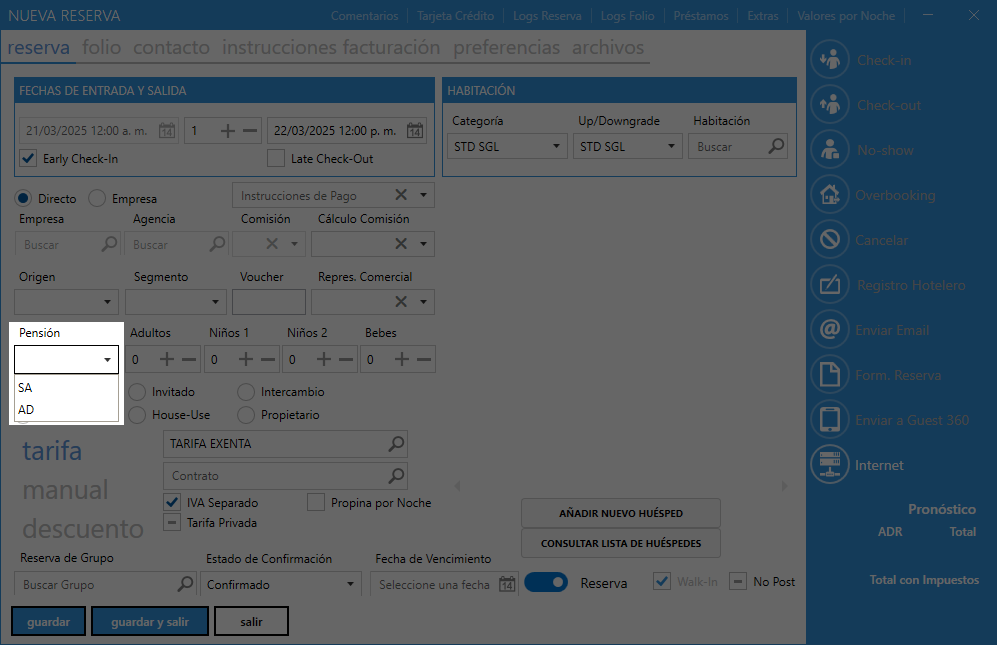 NUEVA RESERVA
Comentarios
Tarjeta Crédito
Logs Reserva
Logs Folio
Préstamos
Extras
Valores por Noche
reserva folio contacto instrucciones facturación preferencias archivos
FECHAS DE ENTRADA Y SALIDA
21/03/2025 12:00 a. m.
14
1
22/03/2025 12:00 p. m.
14
Early Check-In
Late Check-Out
HABITACIÓN
Categoría
Up/Downgrade
Habitación
STD SGL
STD SGL
Buscar
Directo
Empresa
Instrucciones de Pago
Empresa
Agencia
Comisión
Cálculo Comisión
Buscar
Buscar
Origen
Segmento
Voucher
Repres. Comercial
Pensión
Adultos
Niños 1
Niños 2
Bebes
0
0
0
0
SA
AD
Invitado
Intercambio
House-Use
Propietario
tarifa
manual
descuento
TARIFA EXENTA
Contrato
IVA Separado
Propina por Noche
Tarifa Privada
AÑADIR NUEVO HUÉSPED
CONSULTAR LISTA DE HUÉSPEDES
Reserva de Grupo
Estado de Confirmación
Fecha de Vencimiento
Buscar Grupo
Confirmado
Seleccione una fecha
14
Reserva
Walk-In
No Post
guardar
guardar y salir
salir
Check-in
Check-out
No-show
Overbooking
Cancelar
Registro Hotelero
Enviar Email
Form. Reserva
Enviar a Guest 360
Internet
Pronóstico
ADR
Total
Total con Impuestos